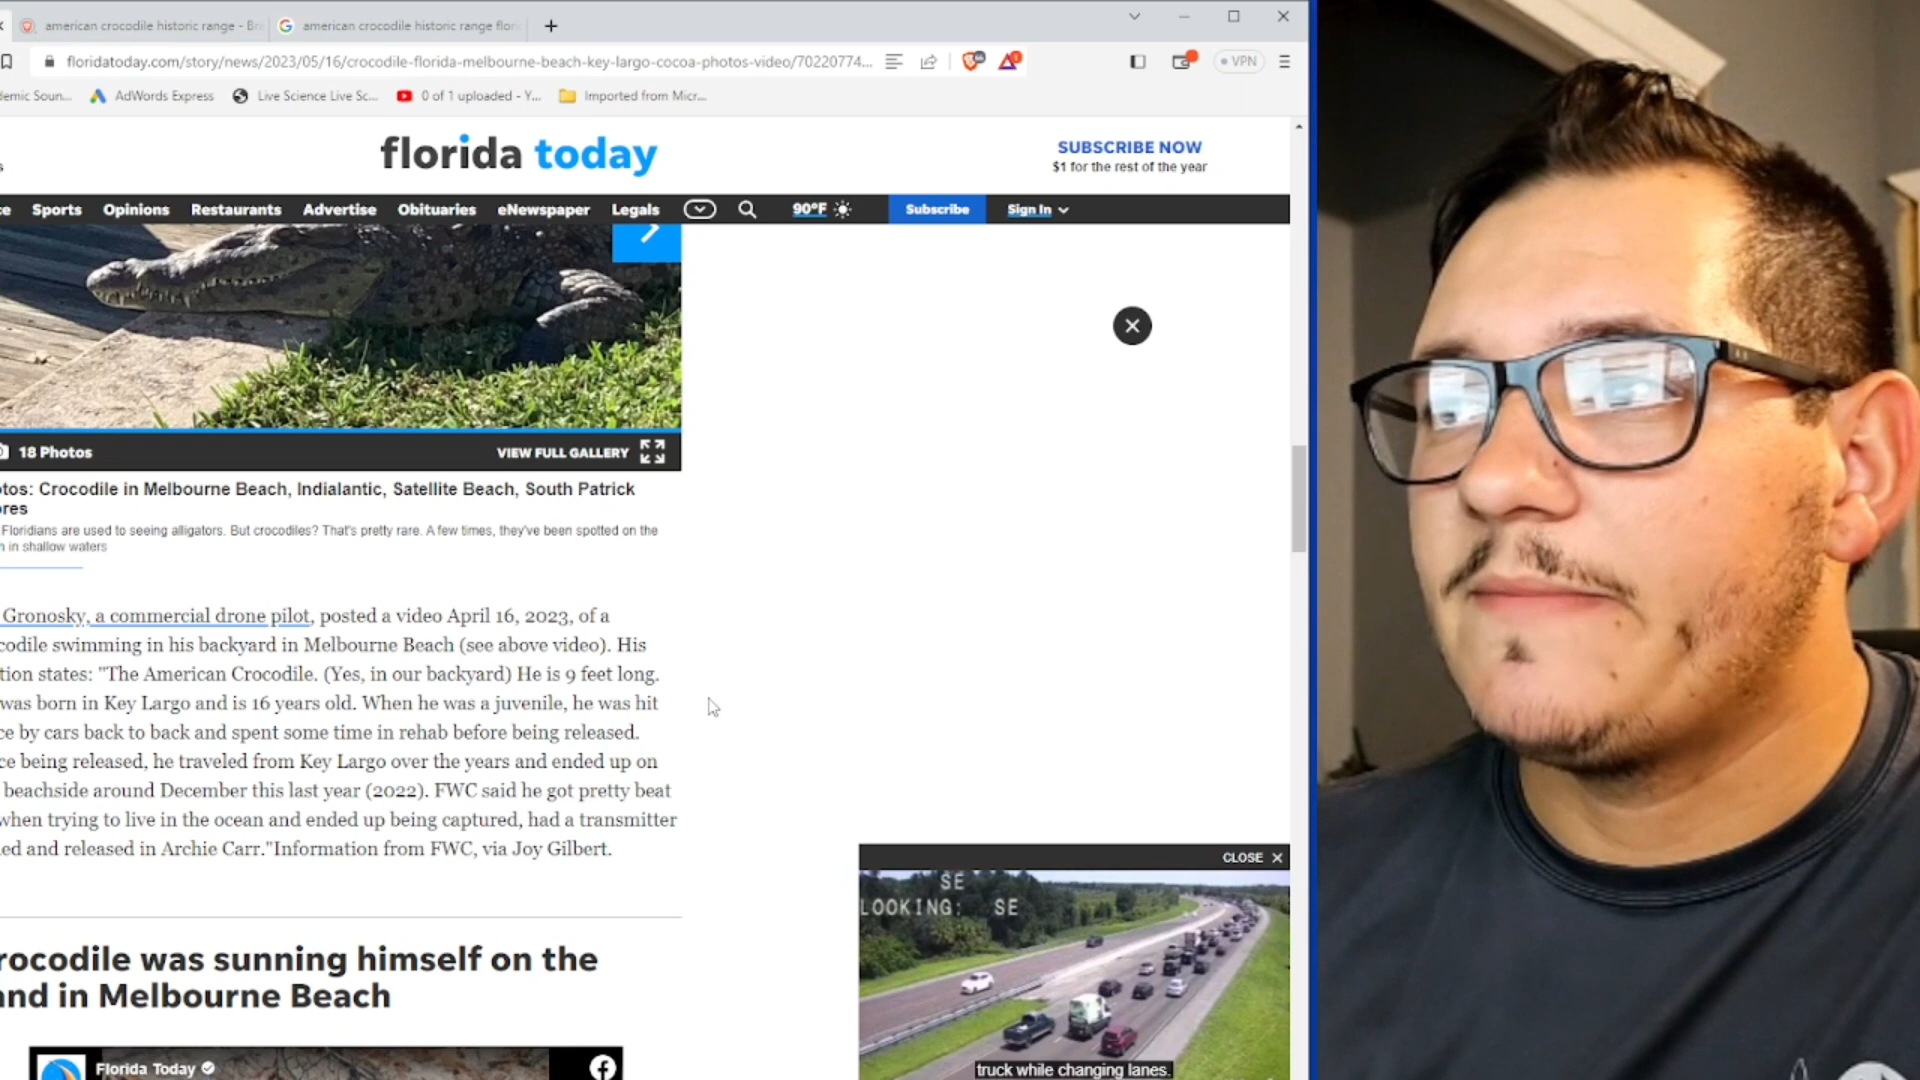 american crocodile historic range - Br
american crocodile historic range flori
floridatoday.com/story/news/2023/05/16/crocodile-florida-melbourne-beach-key-largo-cocoa-photos-video/70220774...
VPN
demic Soun...
AdWords Express
Live Science Live Sc...
0 of 1 uploaded - Y...
Imported from Micr...
florida today
SUBSCRIBE NOW
$1 for the rest of the year
ce Sports Opinions Restaurants Advertise Obituaries eNewspaper Legals 90°F Subscribe Sign In
18 Photos
VIEW FULL GALLERY
otos: Crocodile in Melbourne Beach, Indialantic, Satellite Beach, South Patrick
ores
Floridians are used to seeing alligators. But crocodiles? That's pretty rare. A few times, they've been spotted on the
h in shallow waters
Gronosky, a commercial drone pilot, posted a video April 16, 2023, of a
codile swimming in his backyard in Melbourne Beach (see above video). His
tion states: "The American Crocodile. (Yes, in our backyard) He is 9 feet long.
was born in Key Largo and is 16 years old. When he was a juvenile, he was hit
ce by cars back to back and spent some time in rehab before being released.
ce being released, he traveled from Key Largo over the years and ended up on
beachside around December this last year (2022). FWC said he got pretty beat
when trying to live in the ocean and ended up being captured, had a transmitter
ed and released in Archie Carr."Information from FWC, via Joy Gilbert.
rocodile was sunning himself on the
and in Melbourne Beach
Florida Today
CLOSE
SE
LOOKING: SE
truck while changing lanes.